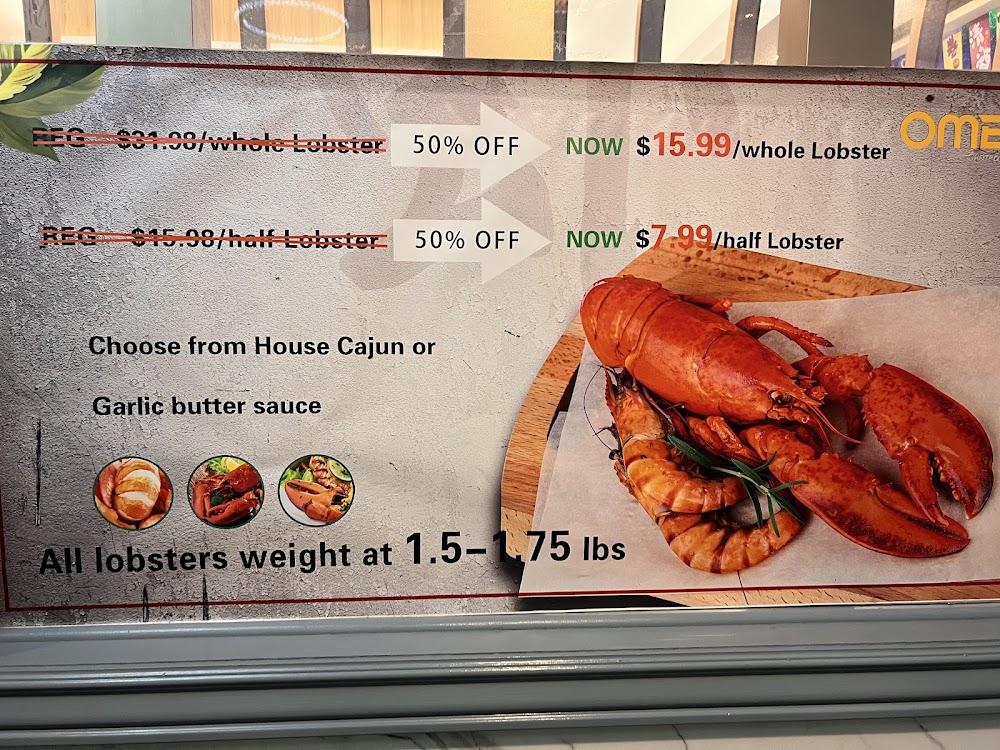 REG $31.98/whole Lobster 50% OFF NOW $15.99/whole Lobster
OME
REG $15.98/half Lobster 50% OFF NOW $7.99/half Lobster
Choose from House Cajun or
Garlic butter sauce
All lobsters weight at 1.5-1.75 lbs